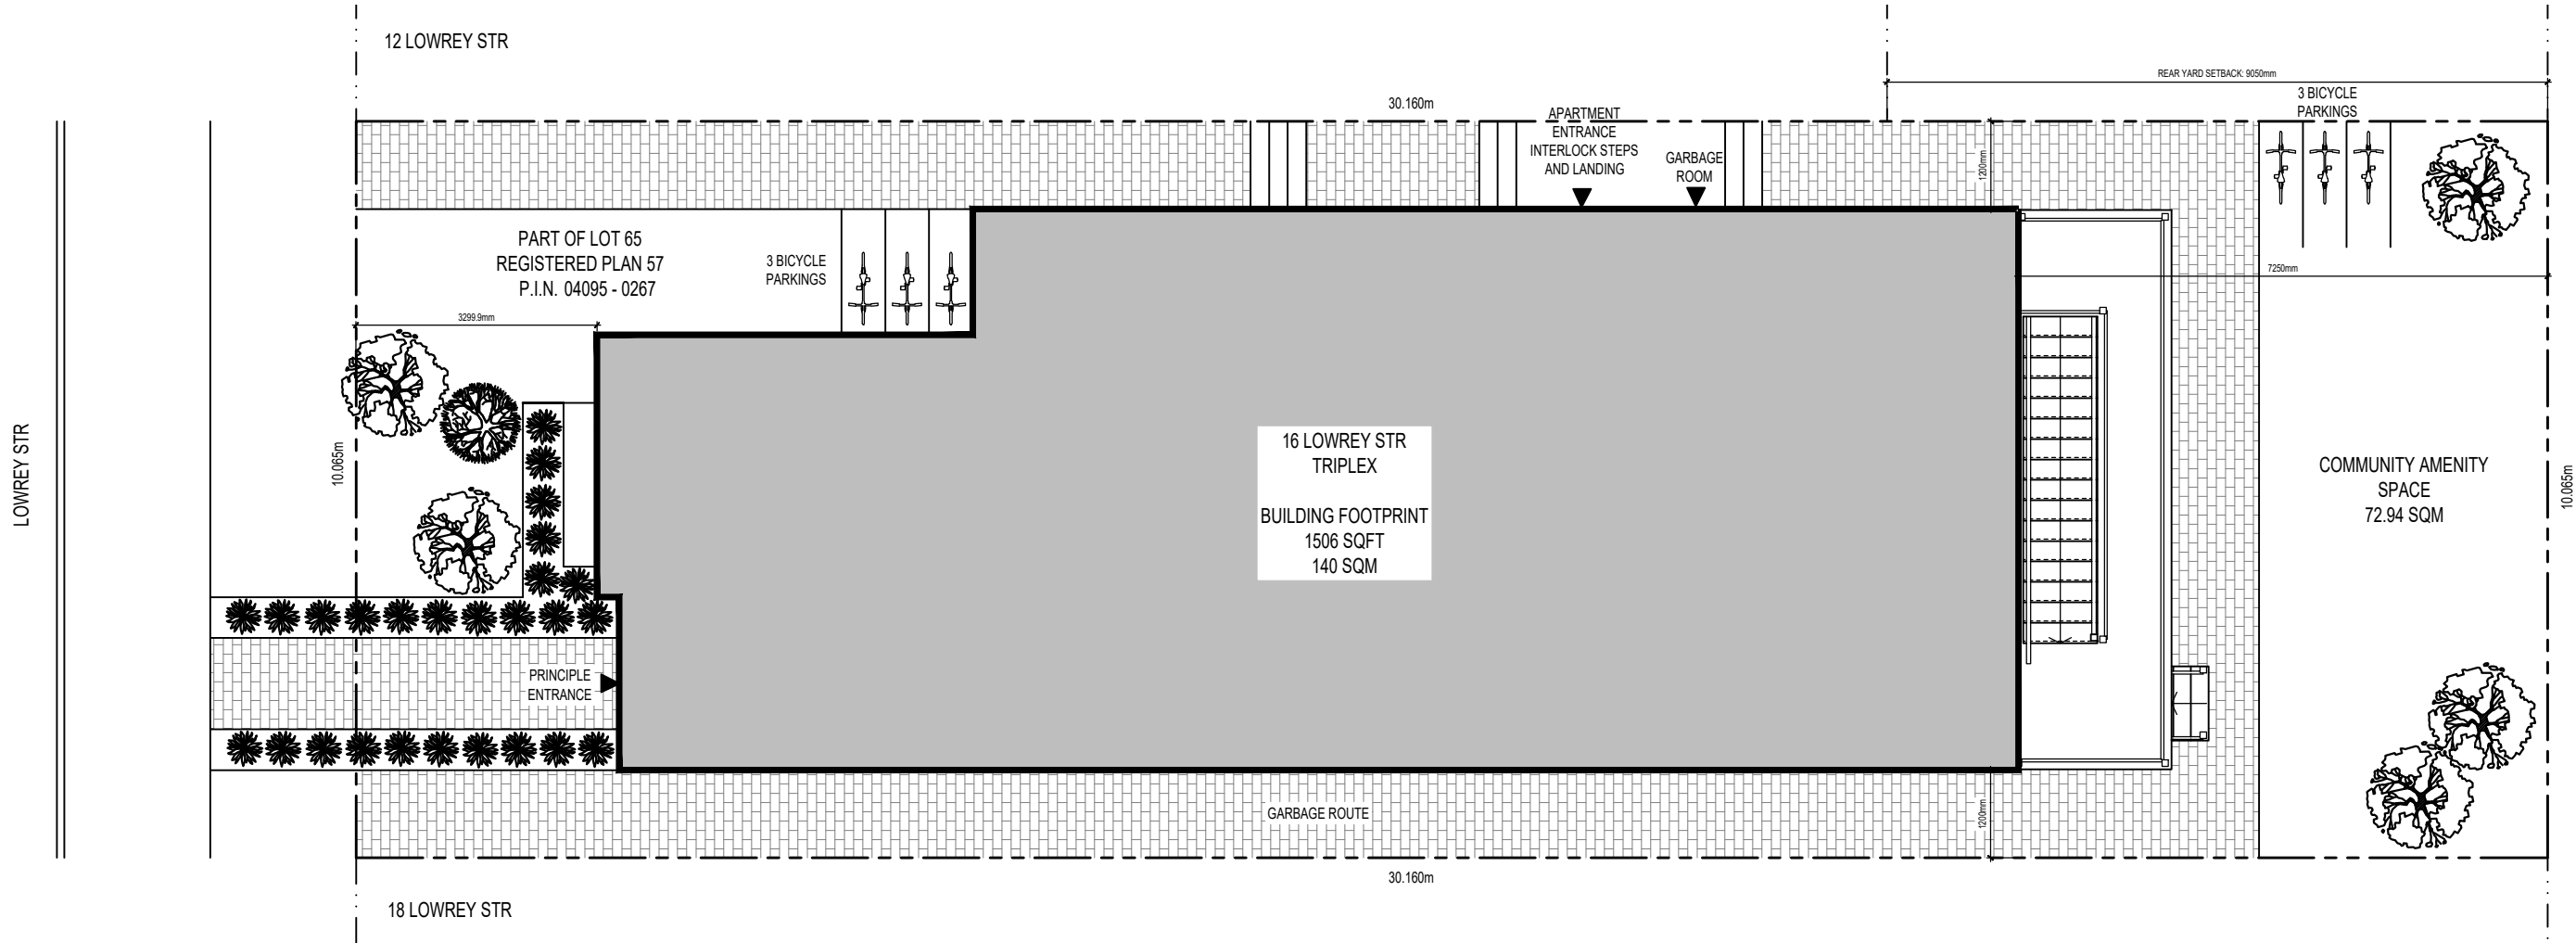 12 LOWREY STR
REAR YARD SETBACK: 9050mm
3 BICYCLE
PARKINGS
30.160m
APARTMENT
ENTRANCE
INTERLOCK STEPS
AND LANDING
GARBAGE
ROOM
1200mm
PART OF LOT 65
REGISTERED PLAN 57
P.I.N. 04095 - 0267
3 BICYCLE
PARKINGS
7250mm
3299.9mm
LOWREY STR
10.065m
16 LOWREY STR
TRIPLEX
BUILDING FOOTPRINT
1506 SQFT
140 SQM
COMMUNITY AMENITY
SPACE
72.94 SQM
10.065m
PRINCIPLE
ENTRANCE
GARBAGE ROUTE
1200mm
30.160m
18 LOWREY STR